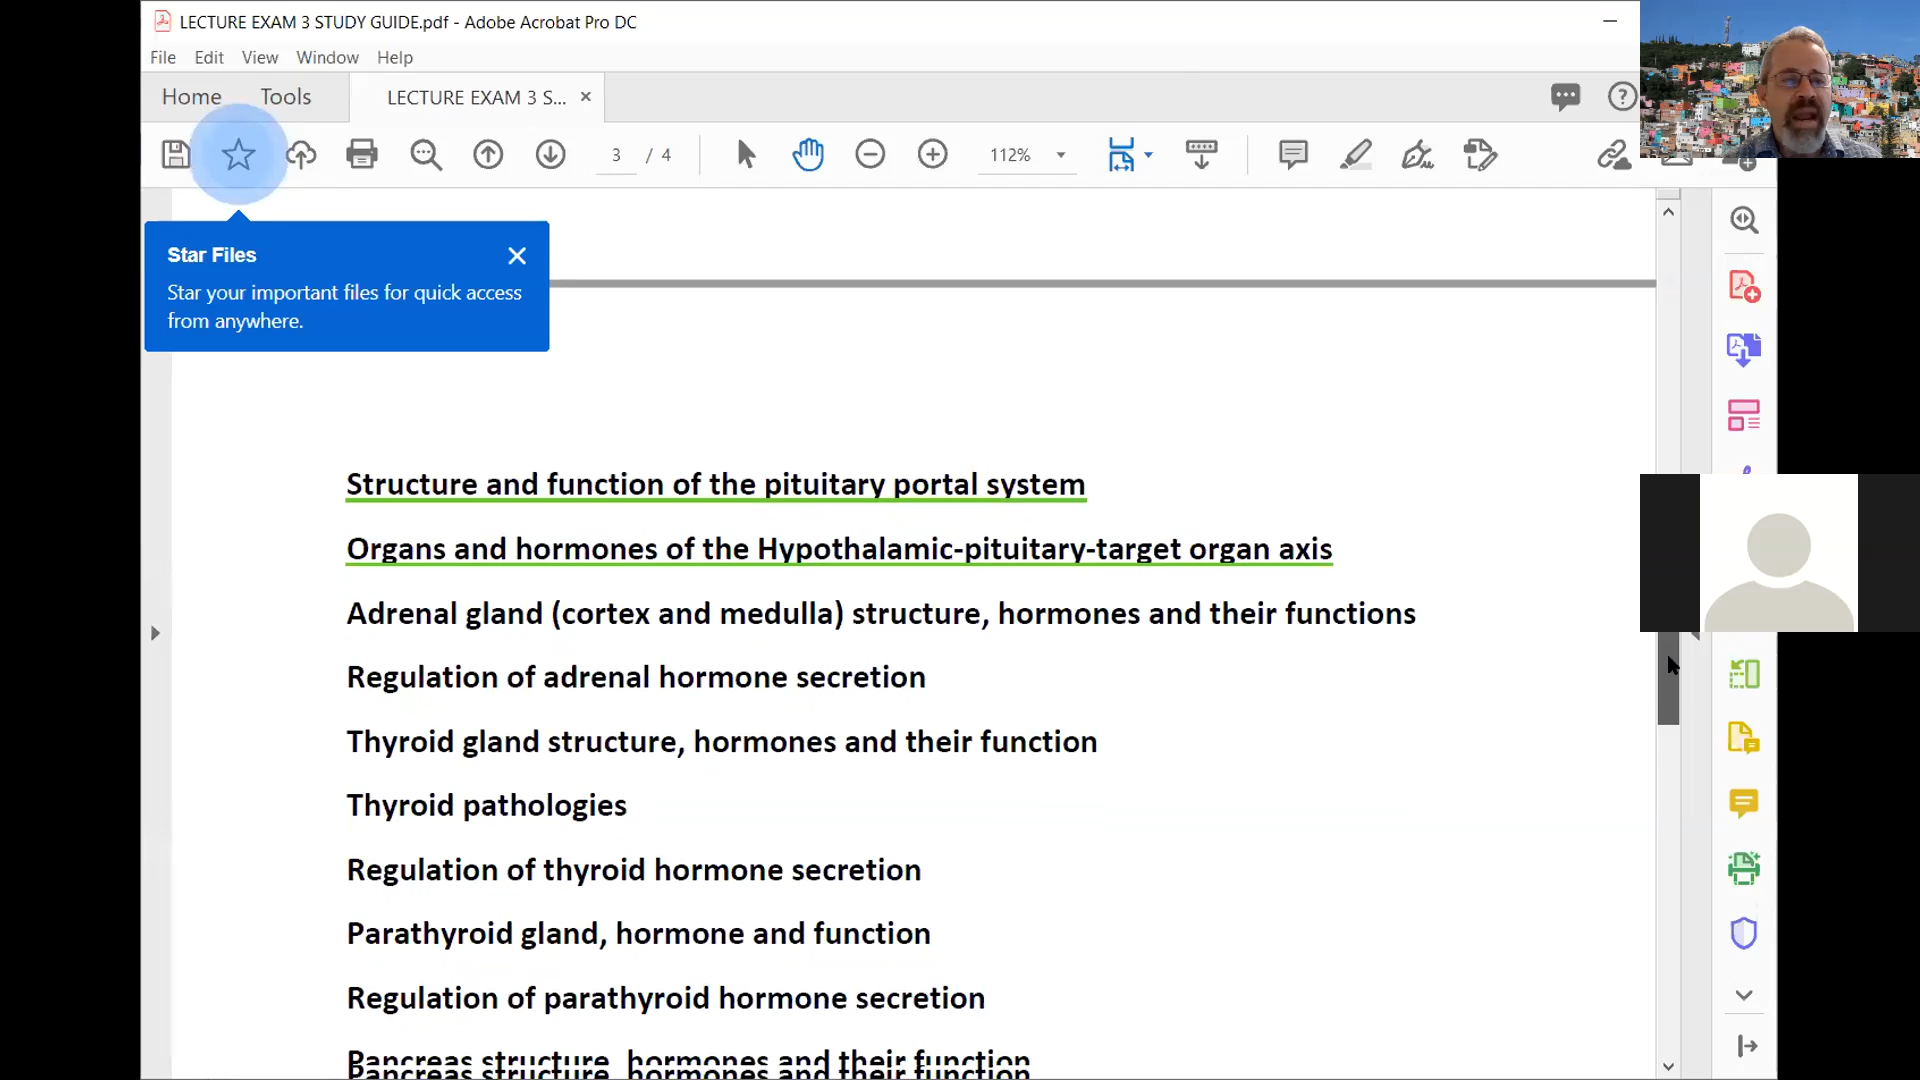 LECTURE EXAM 3 STUDY GUIDE.pdf - Adobe Acrobat Pro DC
File Edit View Window Help
Home Tools LECTURE EXAM 3 S...
3 / 4 112%
Star Files
Star your important files for quick access
from anywhere.
Structure and function of the pituitary portal system
Organs and hormones of the Hypothalamic-pituitary-target organ axis
Adrenal gland (cortex and medulla) structure, hormones and their functions
Regulation of adrenal hormone secretion
Thyroid gland structure, hormones and their function
Thyroid pathologies
Regulation of thyroid hormone secretion
Parathyroid gland, hormone and function
Regulation of parathyroid hormone secretion
Pancreas structure, hormones and their function